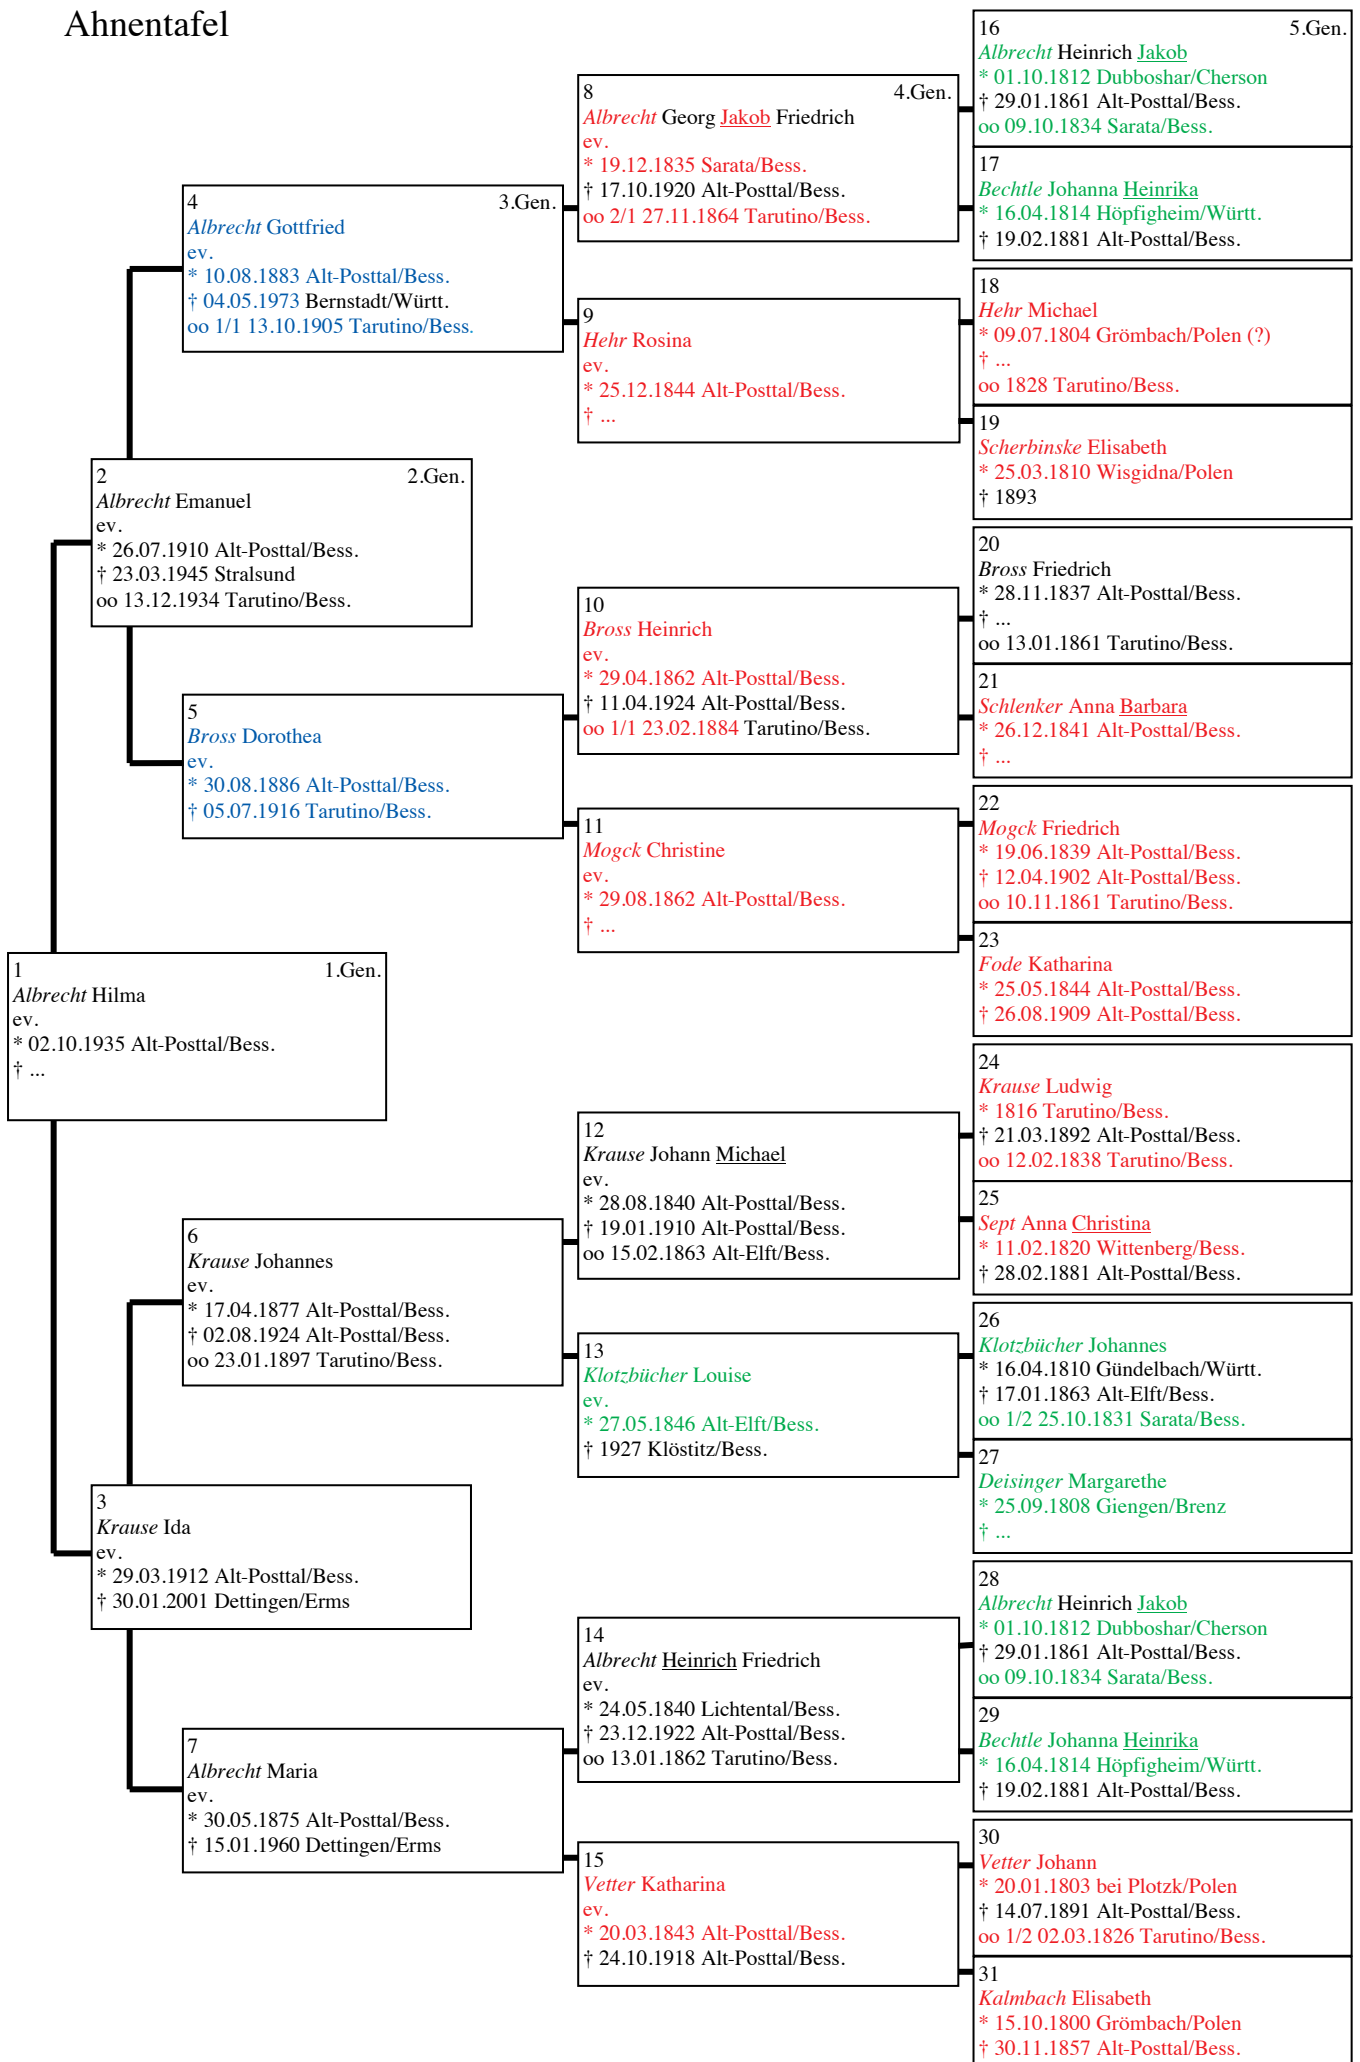 Ahnentafel
1 1.Gen.
Albrecht Hilma
ev.
* 02.10.1935 Alt-Posttal/Bess.
† ...
2 2.Gen.
Albrecht Emanuel
ev.
* 26.07.1910 Alt-Posttal/Bess.
† 23.03.1945 Stralsund
oo 13.12.1934 Tarutino/Bess.
3
Krause Ida
ev.
* 29.03.1912 Alt-Posttal/Bess.
† 30.01.2001 Dettingen/Erms
4 3.Gen.
Albrecht Gottfried
ev.
* 10.08.1883 Alt-Posttal/Bess.
† 04.05.1973 Bernstadt/Württ.
oo 1/1 13.10.1905 Tarutino/Bess.
5
Bross Dorothea
ev.
* 30.08.1886 Alt-Posttal/Bess.
† 05.07.1916 Tarutino/Bess.
6
Krause Johannes
ev.
* 17.04.1877 Alt-Posttal/Bess.
† 02.08.1924 Alt-Posttal/Bess.
oo 23.01.1897 Tarutino/Bess.
7
Albrecht Maria
ev.
* 30.05.1875 Alt-Posttal/Bess.
† 15.01.1960 Dettingen/Erms
8 4.Gen.
Albrecht Georg Jakob Friedrich
ev.
* 19.12.1835 Sarata/Bess.
† 17.10.1920 Alt-Posttal/Bess.
oo 2/1 27.11.1864 Tarutino/Bess.
9
Hehr Rosina
ev.
* 25.12.1844 Alt-Posttal/Bess.
† ...
10
Bross Heinrich
ev.
* 29.04.1862 Alt-Posttal/Bess.
† 11.04.1924 Alt-Posttal/Bess.
oo 1/1 23.02.1884 Tarutino/Bess.
11
Mogck Christine
ev.
* 29.08.1862 Alt-Posttal/Bess.
† ...
12
Krause Johann Michael
ev.
* 28.08.1840 Alt-Posttal/Bess.
† 19.01.1910 Alt-Posttal/Bess.
oo 15.02.1863 Alt-Elft/Bess.
13
Klotzbücher Louise
ev.
* 27.05.1846 Alt-Elft/Bess.
† 1927 Klöstitz/Bess.
14
Albrecht Heinrich Friedrich
ev.
* 24.05.1840 Lichtental/Bess.
† 23.12.1922 Alt-Posttal/Bess.
oo 13.01.1862 Tarutino/Bess.
15
Vetter Katharina
ev.
* 20.03.1843 Alt-Posttal/Bess.
† 24.10.1918 Alt-Posttal/Bess.
16 5.Gen.
Albrecht Heinrich Jakob
* 01.10.1812 Dubboshar/Cherson
† 29.01.1861 Alt-Posttal/Bess.
oo 09.10.1834 Sarata/Bess.
17
Bechtle Johanna Heinrika
* 16.04.1814 Höpfigheim/Württ.
† 19.02.1881 Alt-Posttal/Bess.
18
Hehr Michael
* 09.07.1804 Grömbach/Polen (?)
† ...
oo 1828 Tarutino/Bess.
19
Scherbinske Elisabeth
* 25.03.1810 Wisgidna/Polen
† 1893
20
Bross Friedrich
* 28.11.1837 Alt-Posttal/Bess.
† ...
oo 13.01.1861 Tarutino/Bess.
21
Schlenker Anna Barbara
* 26.12.1841 Alt-Posttal/Bess.
† ...
22
Mogck Friedrich
* 19.06.1839 Alt-Posttal/Bess.
† 12.04.1902 Alt-Posttal/Bess.
oo 10.11.1861 Tarutino/Bess.
23
Fode Katharina
* 25.05.1844 Alt-Posttal/Bess.
† 26.08.1909 Alt-Posttal/Bess.
24
Krause Ludwig
* 1816 Tarutino/Bess.
† 21.03.1892 Alt-Posttal/Bess.
oo 12.02.1838 Tarutino/Bess.
25
Sept Anna Christina
* 11.02.1820 Wittenberg/Bess.
† 28.02.1881 Alt-Posttal/Bess.
26
Klotzbücher Johannes
* 16.04.1810 Gündelbach/Württ.
† 17.01.1863 Alt-Elft/Bess.
oo 1/2 25.10.1831 Sarata/Bess.
27
Deisinger Margarethe
* 25.09.1808 Giengen/Brenz
† ...
28
Albrecht Heinrich Jakob
* 01.10.1812 Dubboshar/Cherson
† 29.01.1861 Alt-Posttal/Bess.
oo 09.10.1834 Sarata/Bess.
29
Bechtle Johanna Heinrika
* 16.04.1814 Höpfigheim/Württ.
† 19.02.1881 Alt-Posttal/Bess.
30
Vetter Johann
* 20.01.1803 bei Plotzk/Polen
† 14.07.1891 Alt-Posttal/Bess.
oo 1/2 02.03.1826 Tarutino/Bess.
31
Kalmbach Elisabeth
* 15.10.1800 Grömbach/Polen
† 30.11.1857 Alt-Posttal/Bess.